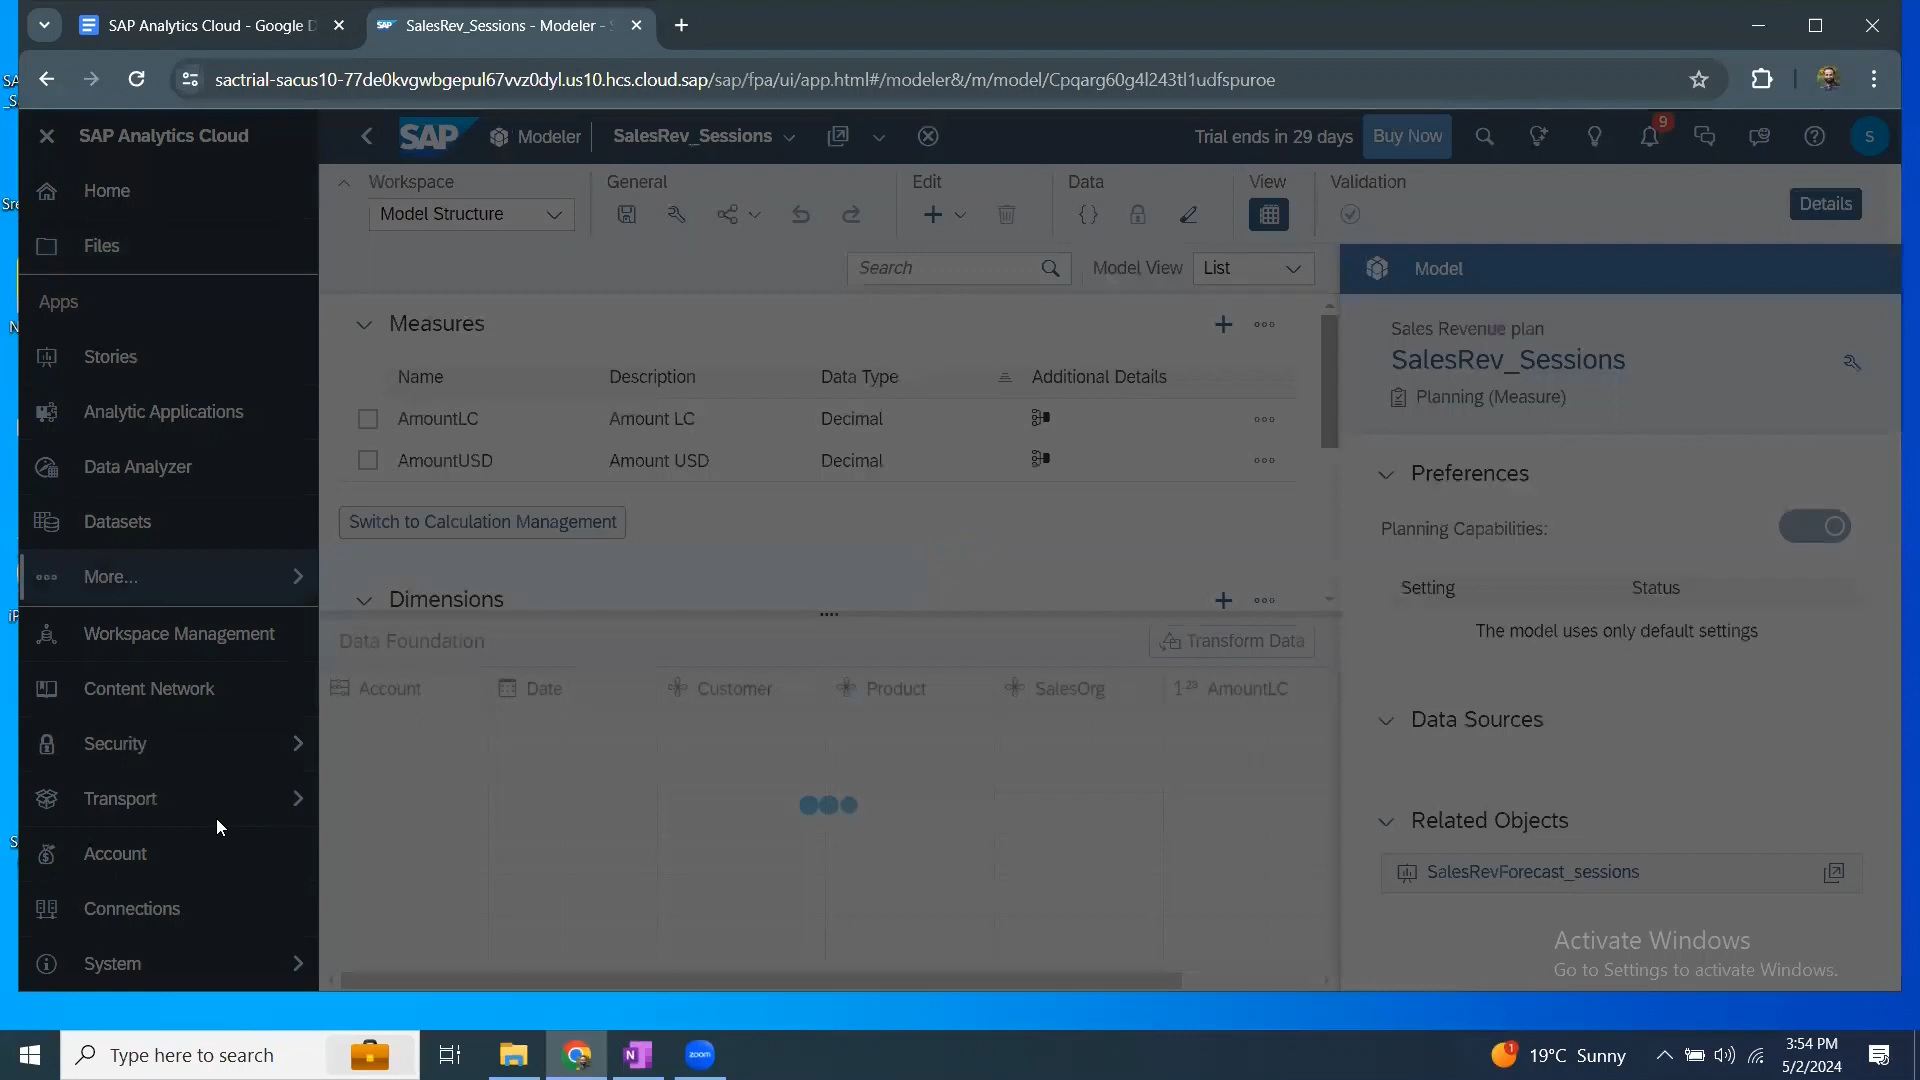 SAP Analytics Cloud - Google D
SalesRev_Sessions - Modeler - S
sactrial-sacus10-77de0kvgwbgepul67vvz0dyl.us10.hcs.cloud.sap/sap/fpa/ui/app.html#/modeler&/m/model/Cpqarg60g4l243tl1udfspuroe
SAP Analytics Cloud
SAP
Modeler
SalesRev_Sessions
Trial ends in 29 days
Buy Now
9
S
Home
Files
Apps
Stories
Analytic Applications
Data Analyzer
Datasets
More...
Workspace Management
Content Network
Security
Transport
Account
Connections
System
Workspace
General
Edit
Data
View
Validation
Model Structure
Details
Search
Model View
List
Measures
Name
Description
Data Type
Additional Details
AmountLC
Amount LC
Decimal
AmountUSD
Amount USD
Decimal
Switch to Calculation Management
Dimensions
Data Foundation
Transform Data
Account
Date
Customer
Product
SalesOrg
AmountLC
Model
Sales Revenue plan
SalesRev_Sessions
Planning (Measure)
Preferences
Planning Capabilities:
Setting
Status
The model uses only default settings
Data Sources
Related Objects
SalesRevForecast_sessions
Activate Windows
Go to Settings to activate Windows.
Type here to search
zoom
1
19°C Sunny
3:54 PM
5/2/2024